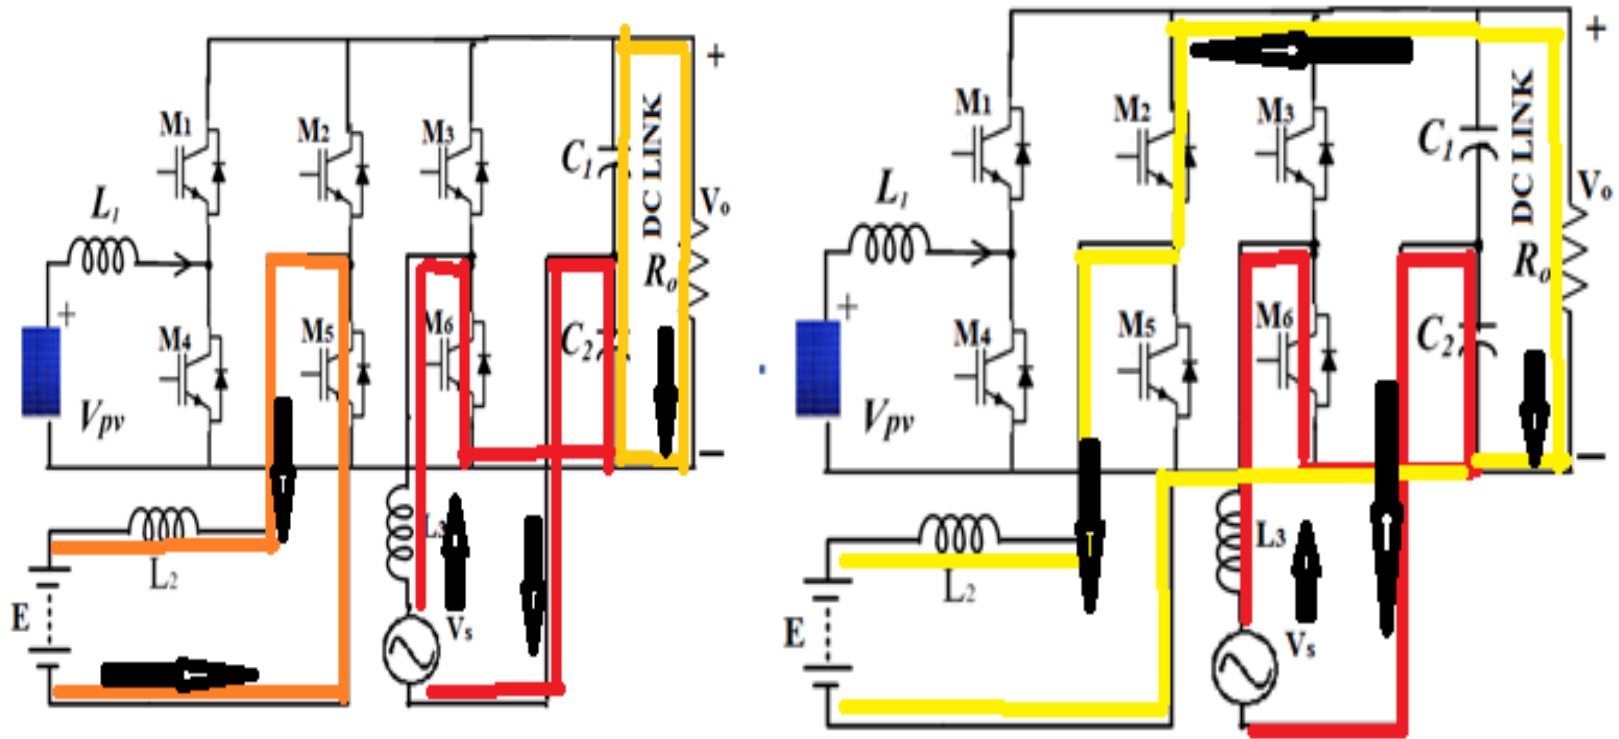 +
M1
M2
M3
C1
DC LINK
Vo
L1
Ro
+
M4
M5
M6
C2
Vpv
−
L3
L2
E
Vs
+
M1
M2
M3
C1
DC LINK
Vo
L1
Ro
+
M4
M5
M6
C2
Vpv
−
L3
L2
E
Vs